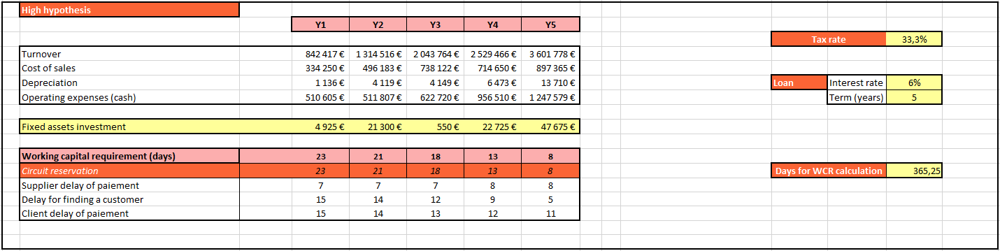 High hypothesis
Y1 Y2 Y3 Y4 Y5
Tax rate 33,3%
Turnover 842 417 € 1 314 516 € 2 043 764 € 2 529 466 € 3 601 778 €
Cost of sales 334 250 € 496 183 € 738 122 € 714 650 € 897 365 €
Depreciation 1 136 € 4 119 € 4 149 € 6 473 € 13 710 € Loan Interest rate 6%
Operating expenses (cash) 510 605 € 511 807 € 622 720 € 956 510 € 1 247 579 € Term (years) 5
Fixed assets investment 4 925 € 21 300 € 550 € 22 725 € 47 675 €
Working capital requirement (days) 23 21 18 13 8
Circuit reservation 23 21 18 13 8 Days for WCR calculation 365,25
Supplier delay of paiement 7 7 7 8 8
Delay for finding a customer 15 14 12 9 5
Client delay of paiement 15 14 13 12 11